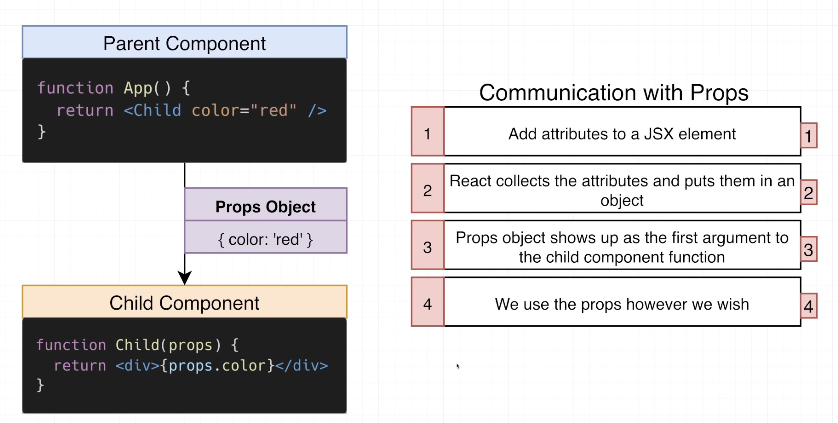 Parent Component
function App() {
  return <Child color="red" />
}
Props Object
{ color: 'red' }
Child Component
function Child(props) {
  return <div>{props.color}</div>
}
Communication with Props
1 Add attributes to a JSX element 1
2 React collects the attributes and puts them in an
object 2
3 Props object shows up as the first argument to
the child component function 3
4 We use the props however we wish 4